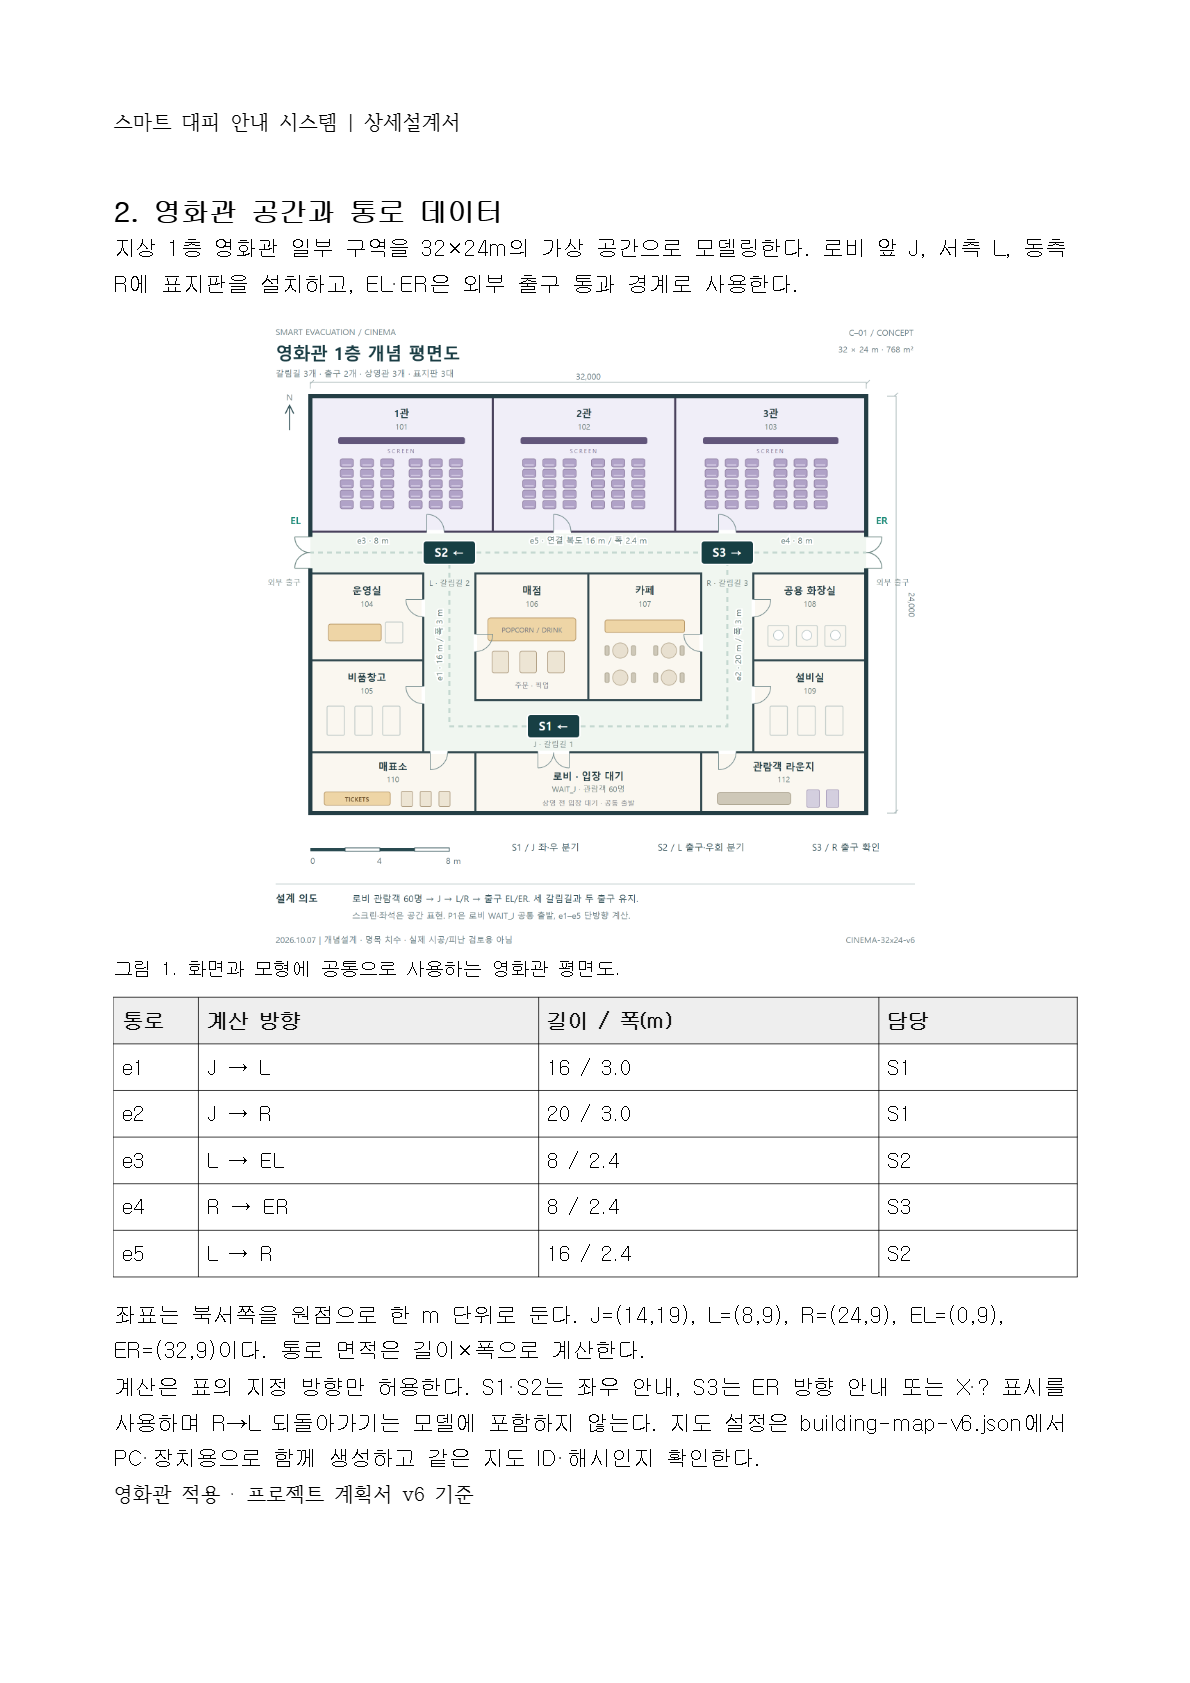 스마트 대피 안내 시스템 | 상세설계서
2. 영화관 공간과 통로 데이터
지상 1층 영화관 일부 구역을 32×24m의 가상 공간으로 모델링한다. 로비 앞 J, 서측 L, 동측
R에 표지판을 설치하고, EL·ER은 외부 출구 통과 경계로 사용한다.
SMART EVACUATION / CINEMA
C–01 / CONCEPT
영화관 1층 개념 평면도
32 × 24 m · 768 m²
갈림길 3개 · 출구 2개 · 상영관 3개 · 표지판 3대
32,000
N
1관
2관
3관
101
102
103
SCREEN
SCREEN
SCREEN
EL
ER
e3 · 8 m
e5 · 연결 복도 16 m / 폭 2.4 m
e4 · 8 m
S2 ←
S3 →
외부 출구
L · 갈림길 2
R · 갈림길 3
외부 출구
운영실
매점
카페
공용 화장실
104
106
107
108
24,000
POPCORN / DRINK
e1 · 16 m / 폭 3 m
e2 · 20 m / 폭 3 m
비품창고
주문 · 픽업
설비실
105
109
S1 ←
J · 갈림길 1
매표소
로비 · 입장 대기
관람객 라운지
110
WAIT_J · 관람객 60명
112
TICKETS
상영 전 입장 대기 · 공통 출발
S1 / J 좌·우 분기
S2 / L 출구·우회 분기
S3 / R 출구 확인
0 4 8 m
설계 의도
로비 관람객 60명 → J → L/R → 출구 EL/ER. 세 갈림길과 두 출구 유지.
스크린·좌석은 공간 표현. P1은 로비 WAIT_J 공통 출발, e1–e5 단방향 계산.
2026.10.07 | 개념설계 · 명목 치수 · 실제 시공/피난 검토용 아님
CINEMA-32x24-v6
그림 1. 화면과 모형에 공통으로 사용하는 영화관 평면도.
통로 계산 방향 길이 / 폭(m) 담당
e1 J → L 16 / 3.0 S1
e2 J → R 20 / 3.0 S1
e3 L → EL 8 / 2.4 S2
e4 R → ER 8 / 2.4 S3
e5 L → R 16 / 2.4 S2
좌표는 북서쪽을 원점으로 한 m 단위로 둔다. J=(14,19), L=(8,9), R=(24,9), EL=(0,9),
ER=(32,9)이다. 통로 면적은 길이×폭으로 계산한다.
계산은 표의 지정 방향만 허용한다. S1·S2는 좌우 안내, S3는 ER 방향 안내 또는 X·? 표시를
사용하며 R→L 되돌아가기는 모델에 포함하지 않는다. 지도 설정은 building-map-v6.json에서
PC·장치용으로 함께 생성하고 같은 지도 ID·해시인지 확인한다.
영화관 적용 · 프로젝트 계획서 v6 기준